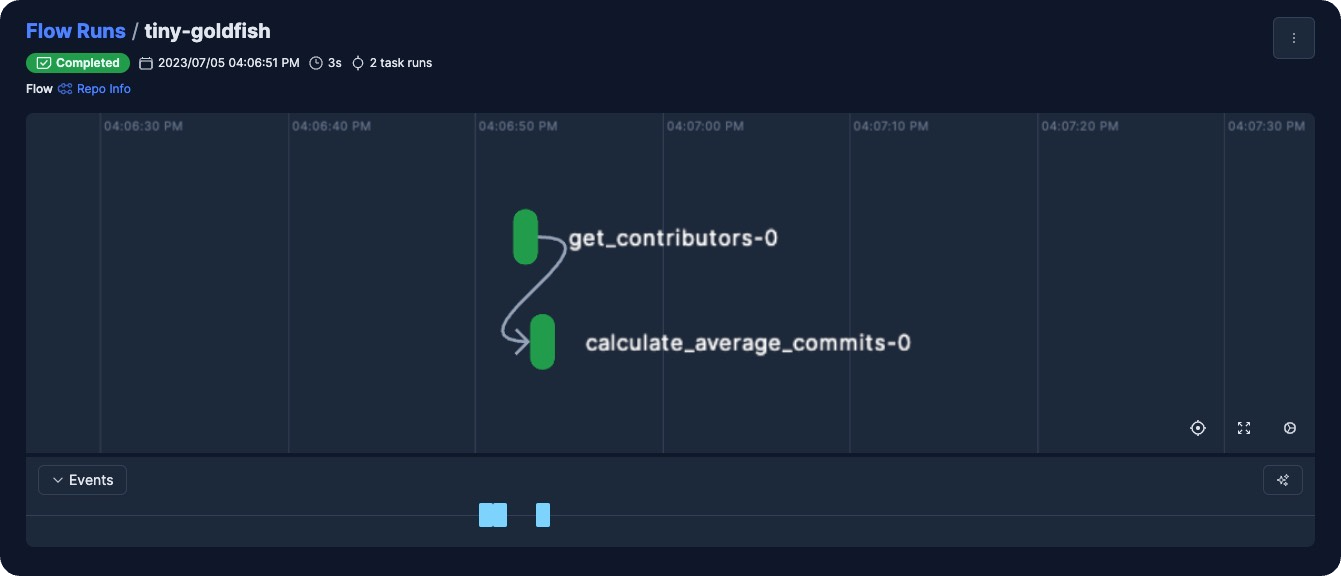 Flow Runs / tiny-goldfish
Completed 2023/07/05 04:06:51 PM 3s 2 task runs
Flow Repo Info
04:06:30 PM 04:06:40 PM 04:06:50 PM 04:07:00 PM 04:07:10 PM 04:07:20 PM 04:07:30 PM
get_contributors-0
calculate_average_commits-0
Events